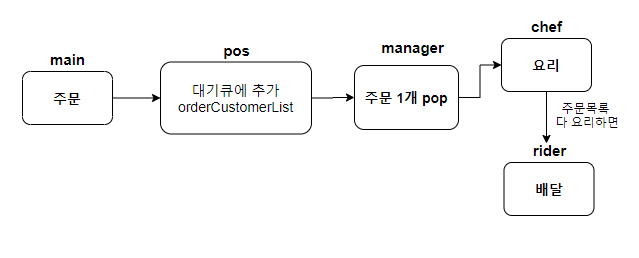 main
주문
pos
대기큐에 추가
orderCustomerList
manager
주문 1개 pop
chef
요리
주문목록
다 요리하면
rider
배달